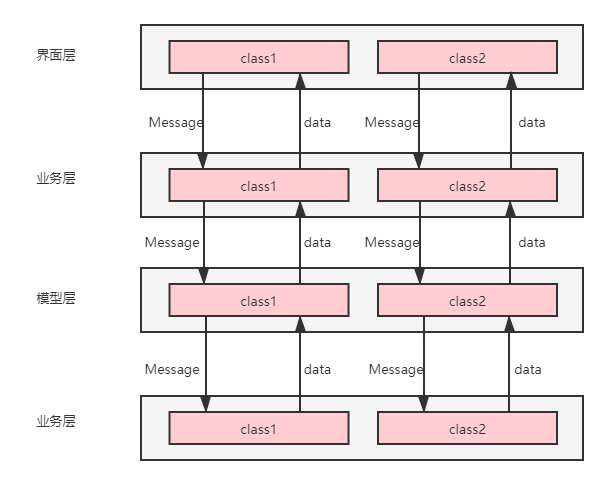 界面层
class1
class2
Message
data
Message
data
业务层
class1
class2
Message
data
Message
data
模型层
class1
class2
Message
data
Message
data
业务层
class1
class2